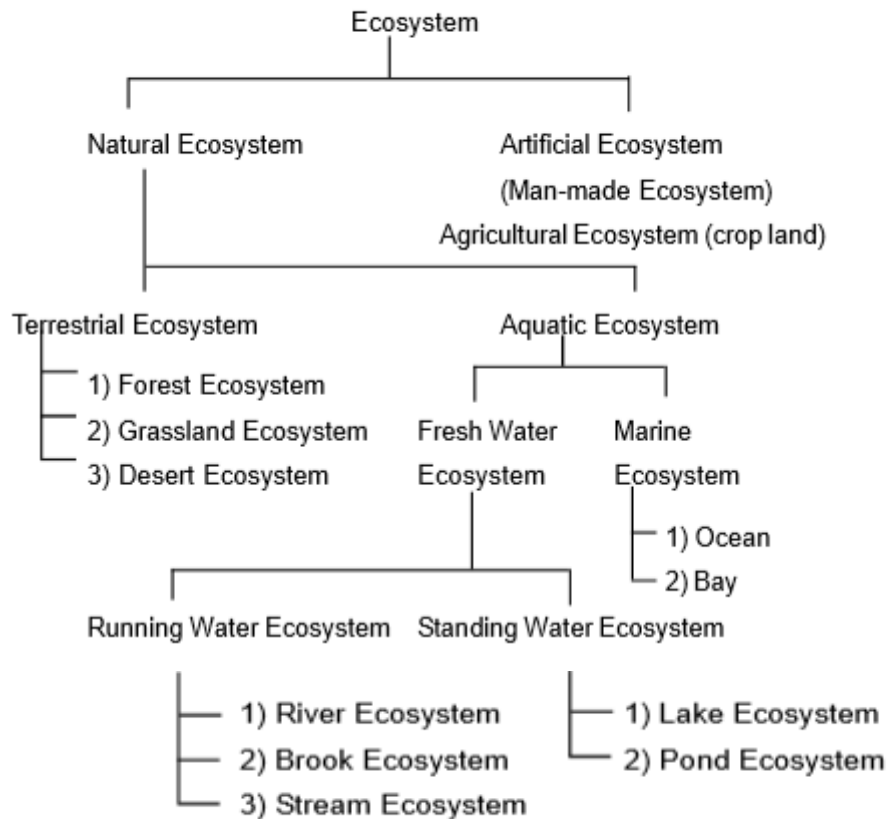 Ecosystem
Natural Ecosystem
Artificial Ecosystem
(Man-made Ecosystem)
Agricultural Ecosystem (crop land)
Terrestrial Ecosystem
Aquatic Ecosystem
1) Forest Ecosystem
2) Grassland Ecosystem
3) Desert Ecosystem
Fresh Water
Ecosystem
Marine
Ecosystem
1) Ocean
2) Bay
Running Water Ecosystem
Standing Water Ecosystem
1) River Ecosystem
2) Brook Ecosystem
3) Stream Ecosystem
1) Lake Ecosystem
2) Pond Ecosystem